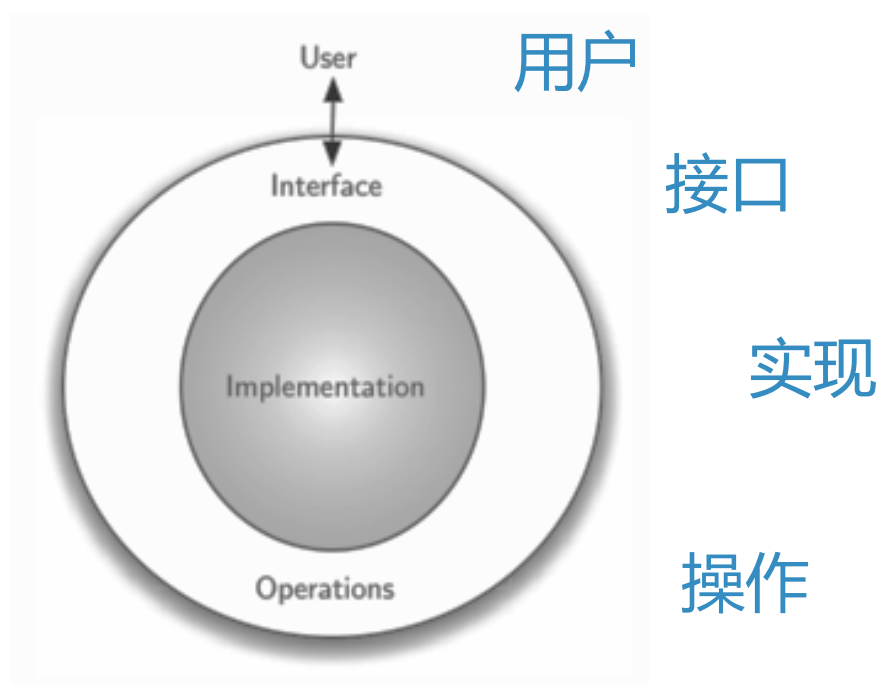 User
用户
Interface
接口
Implementation
实现
Operations
操作